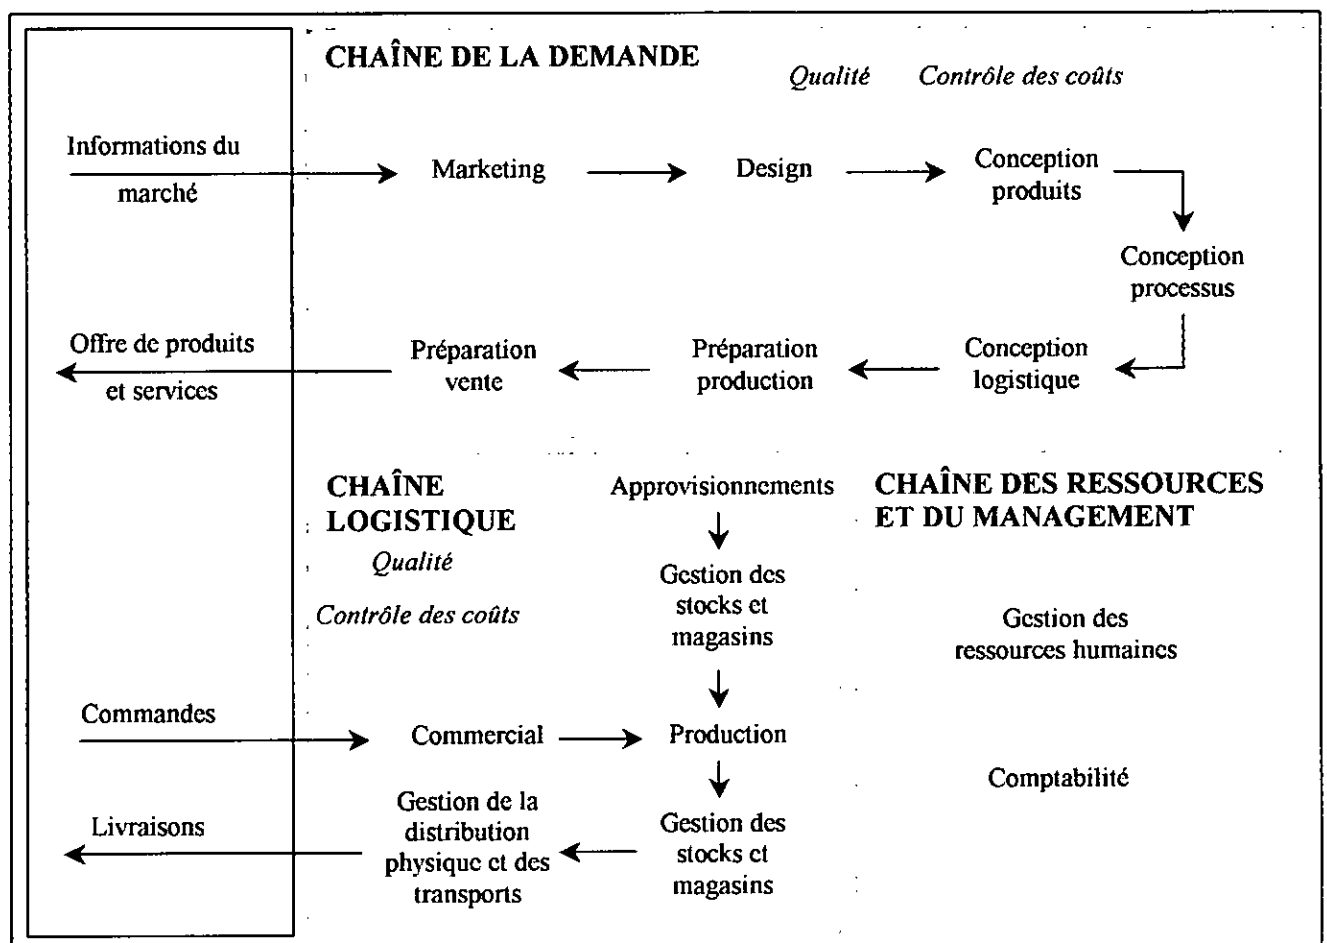 CHAÎNE DE LA DEMANDE
Qualité
Contrôle des coûts
Informations du
marché
Marketing
Design
Conception
produits
Conception
processus
Offre de produits
et services
Préparation
vente
Préparation
production
Conception
logistique
CHAÎNE
LOGISTIQUE
Qualité
Contrôle des coûts
Approvisionnements
Gestion des
stocks et
magasins
CHAÎNE DES RESSOURCES
ET DU MANAGEMENT
Gestion des
ressources humaines
Commandes
Commercial
Production
Comptabilité
Livraisons
Gestion de la
distribution
physique et des
transports
Gestion des
stocks et
magasins